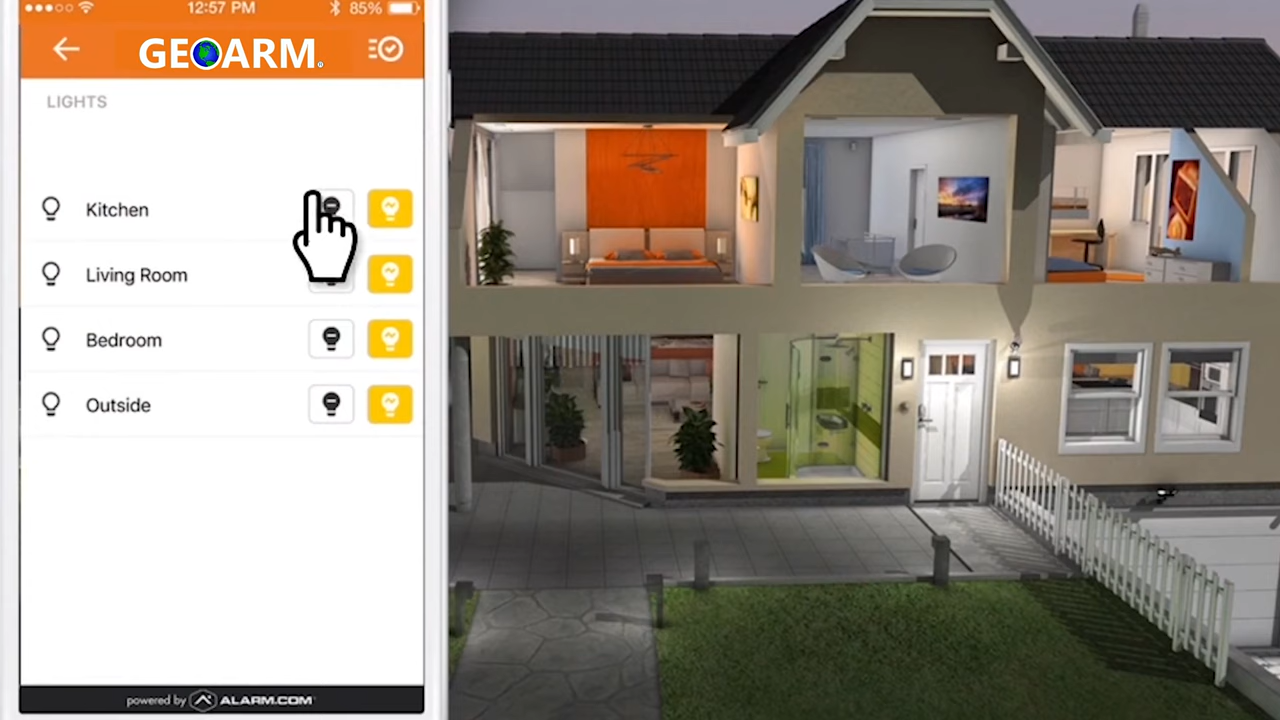 12:57 PM
85%
GEOARM®
LIGHTS
Kitchen
Living Room
Bedroom
Outside
powered by ALARM.COM